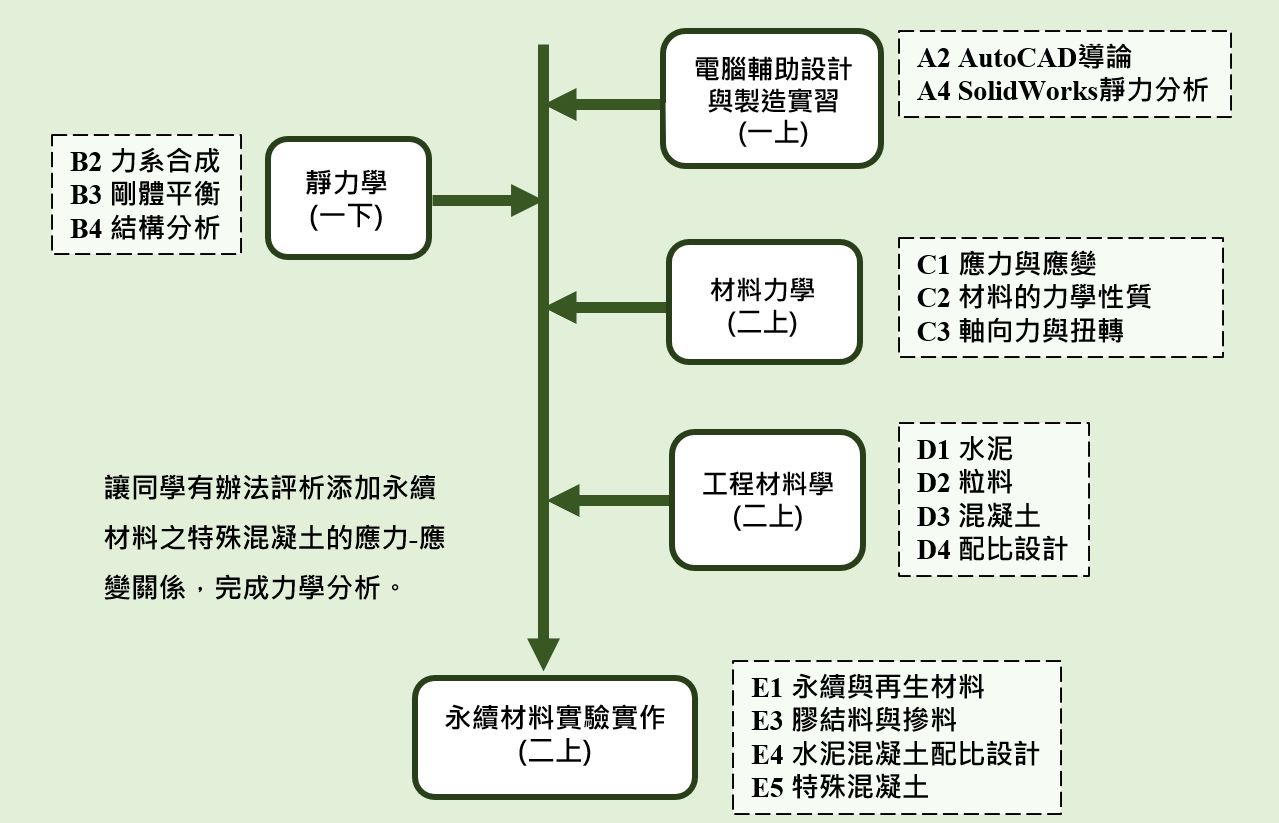 電腦輔助設計
與製造實習
(一上)
A2 AutoCAD導論
A4 SolidWorks靜力分析
B2 力系合成
B3 剛體平衡
B4 結構分析
靜力學
(一下)
材料力學
(二上)
C1 應力與應變
C2 材料的力學性質
C3 軸向力與扭轉
工程材料學
(二上)
D1 水泥
D2 粒料
D3 混凝土
D4 配比設計
讓同學有辦法評析添加永續
材料之特殊混凝土的應力-應
變關係，完成力學分析。
永續材料實驗實作
(二上)
E1 永續與再生材料
E3 膠結料與摻料
E4 水泥混凝土配比設計
E5 特殊混凝土